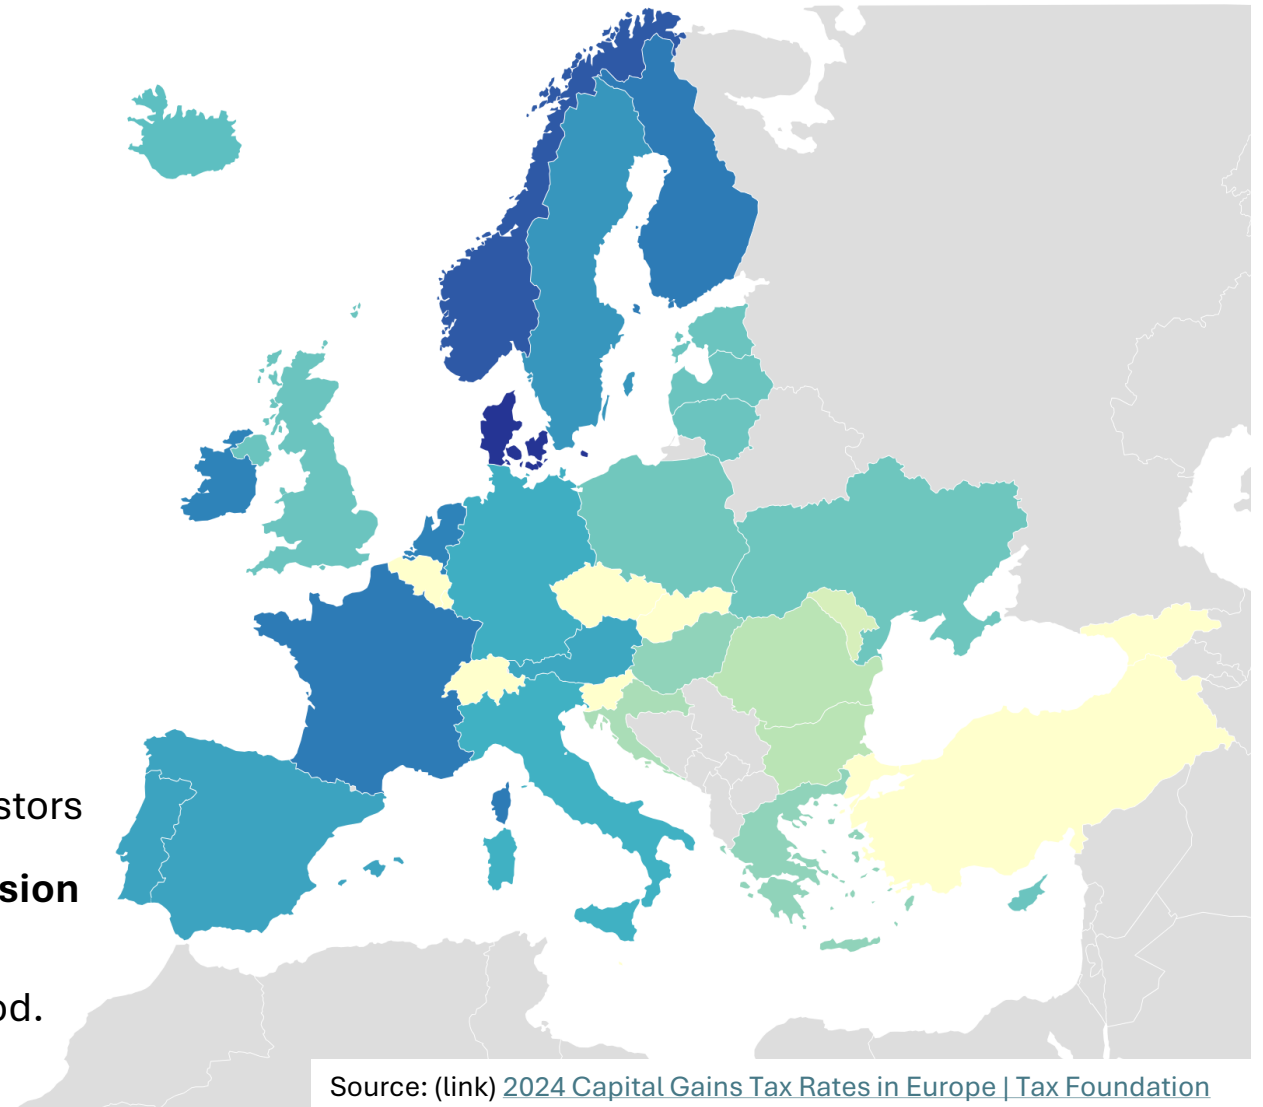 stors
sion
od.
Source: (link) 2024 Capital Gains Tax Rates in Europe | Tax Foundation